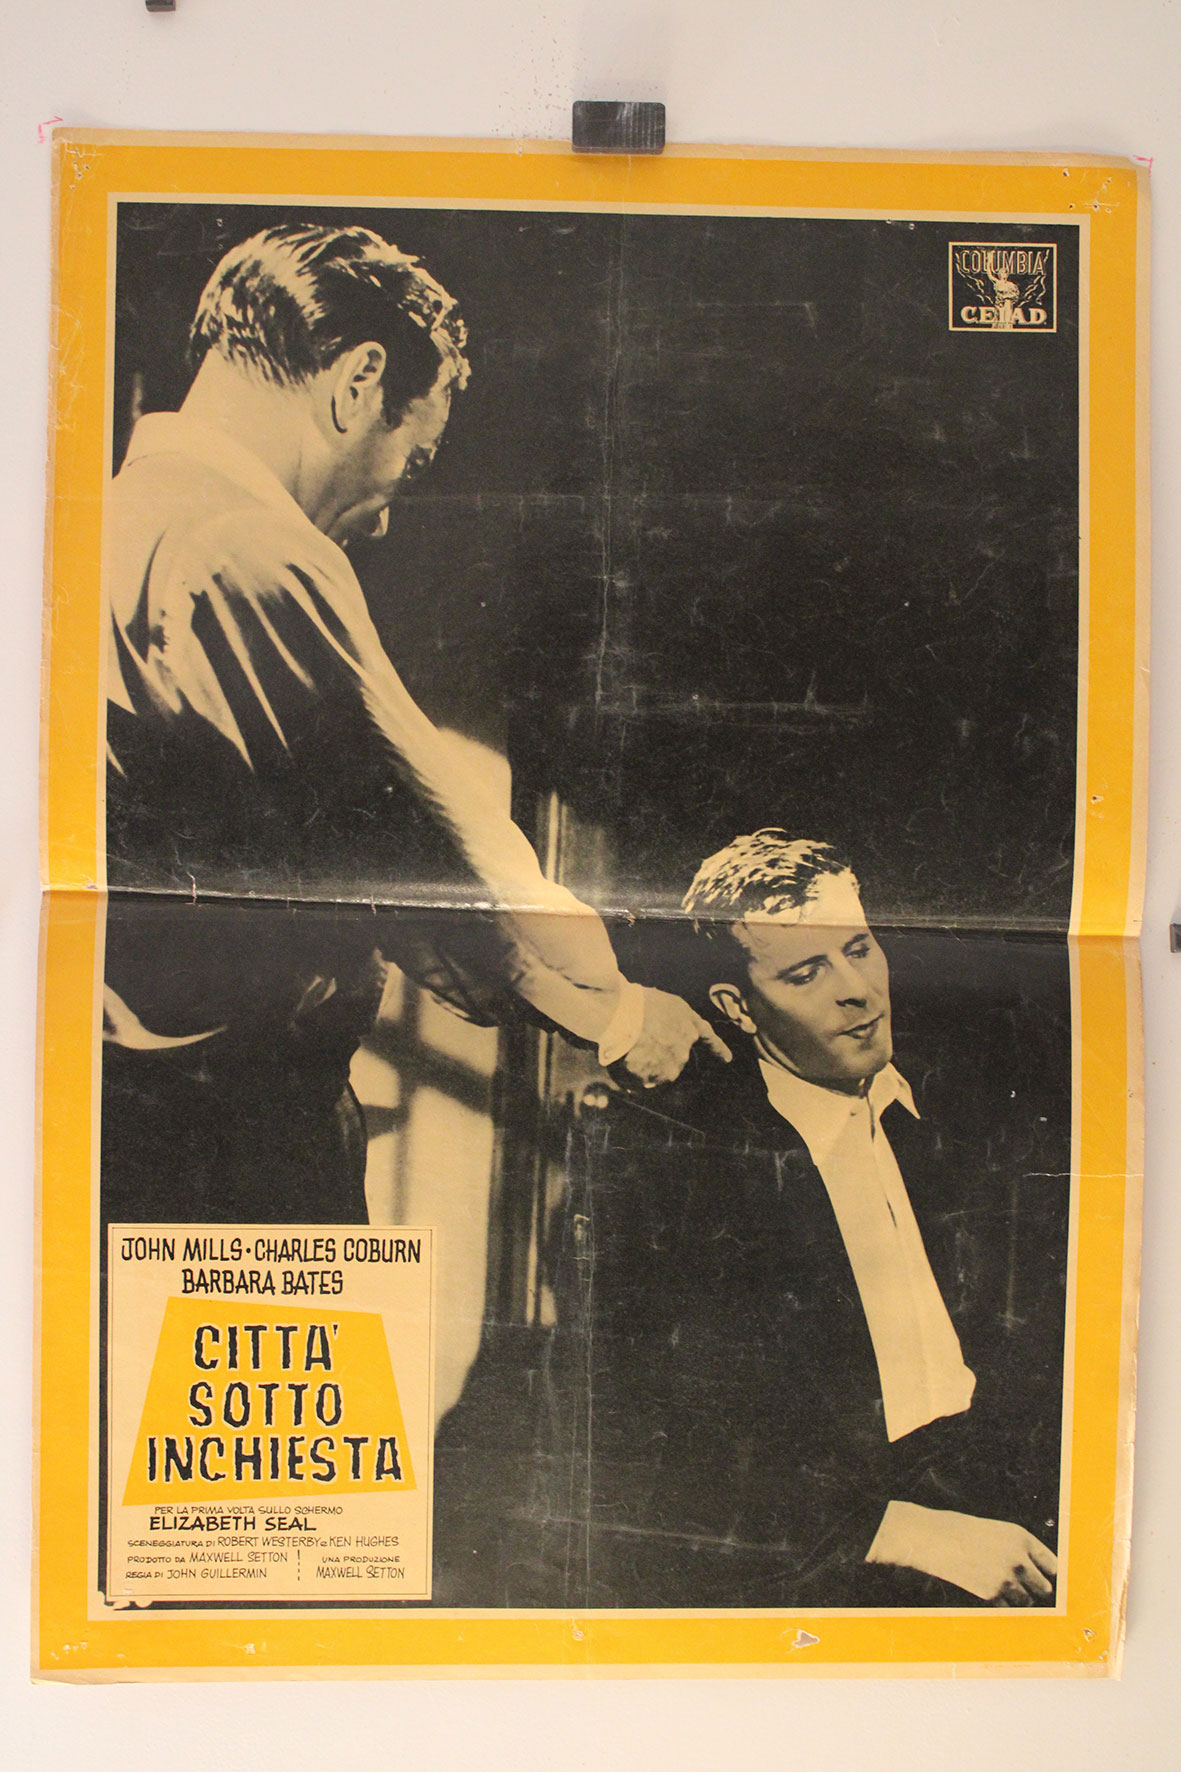 COLUMBIA
CEIAD
JOHN MILLS • CHARLES COBURN
BARBARA BATES
CITTA'
SOTTO
INCHIESTA
PER LA PRIMA VOLTA SULLO SCHERMO
ELIZABETH SEAL
SCENEGGIATURA DI ROBERT WESTERBY e KEN HUGHES
PRODOTTO DA MAXWELL SETTON
REGIA DI JOHN GUILLERMIN
UNA PRODUZIONE
MAXWELL SETTON